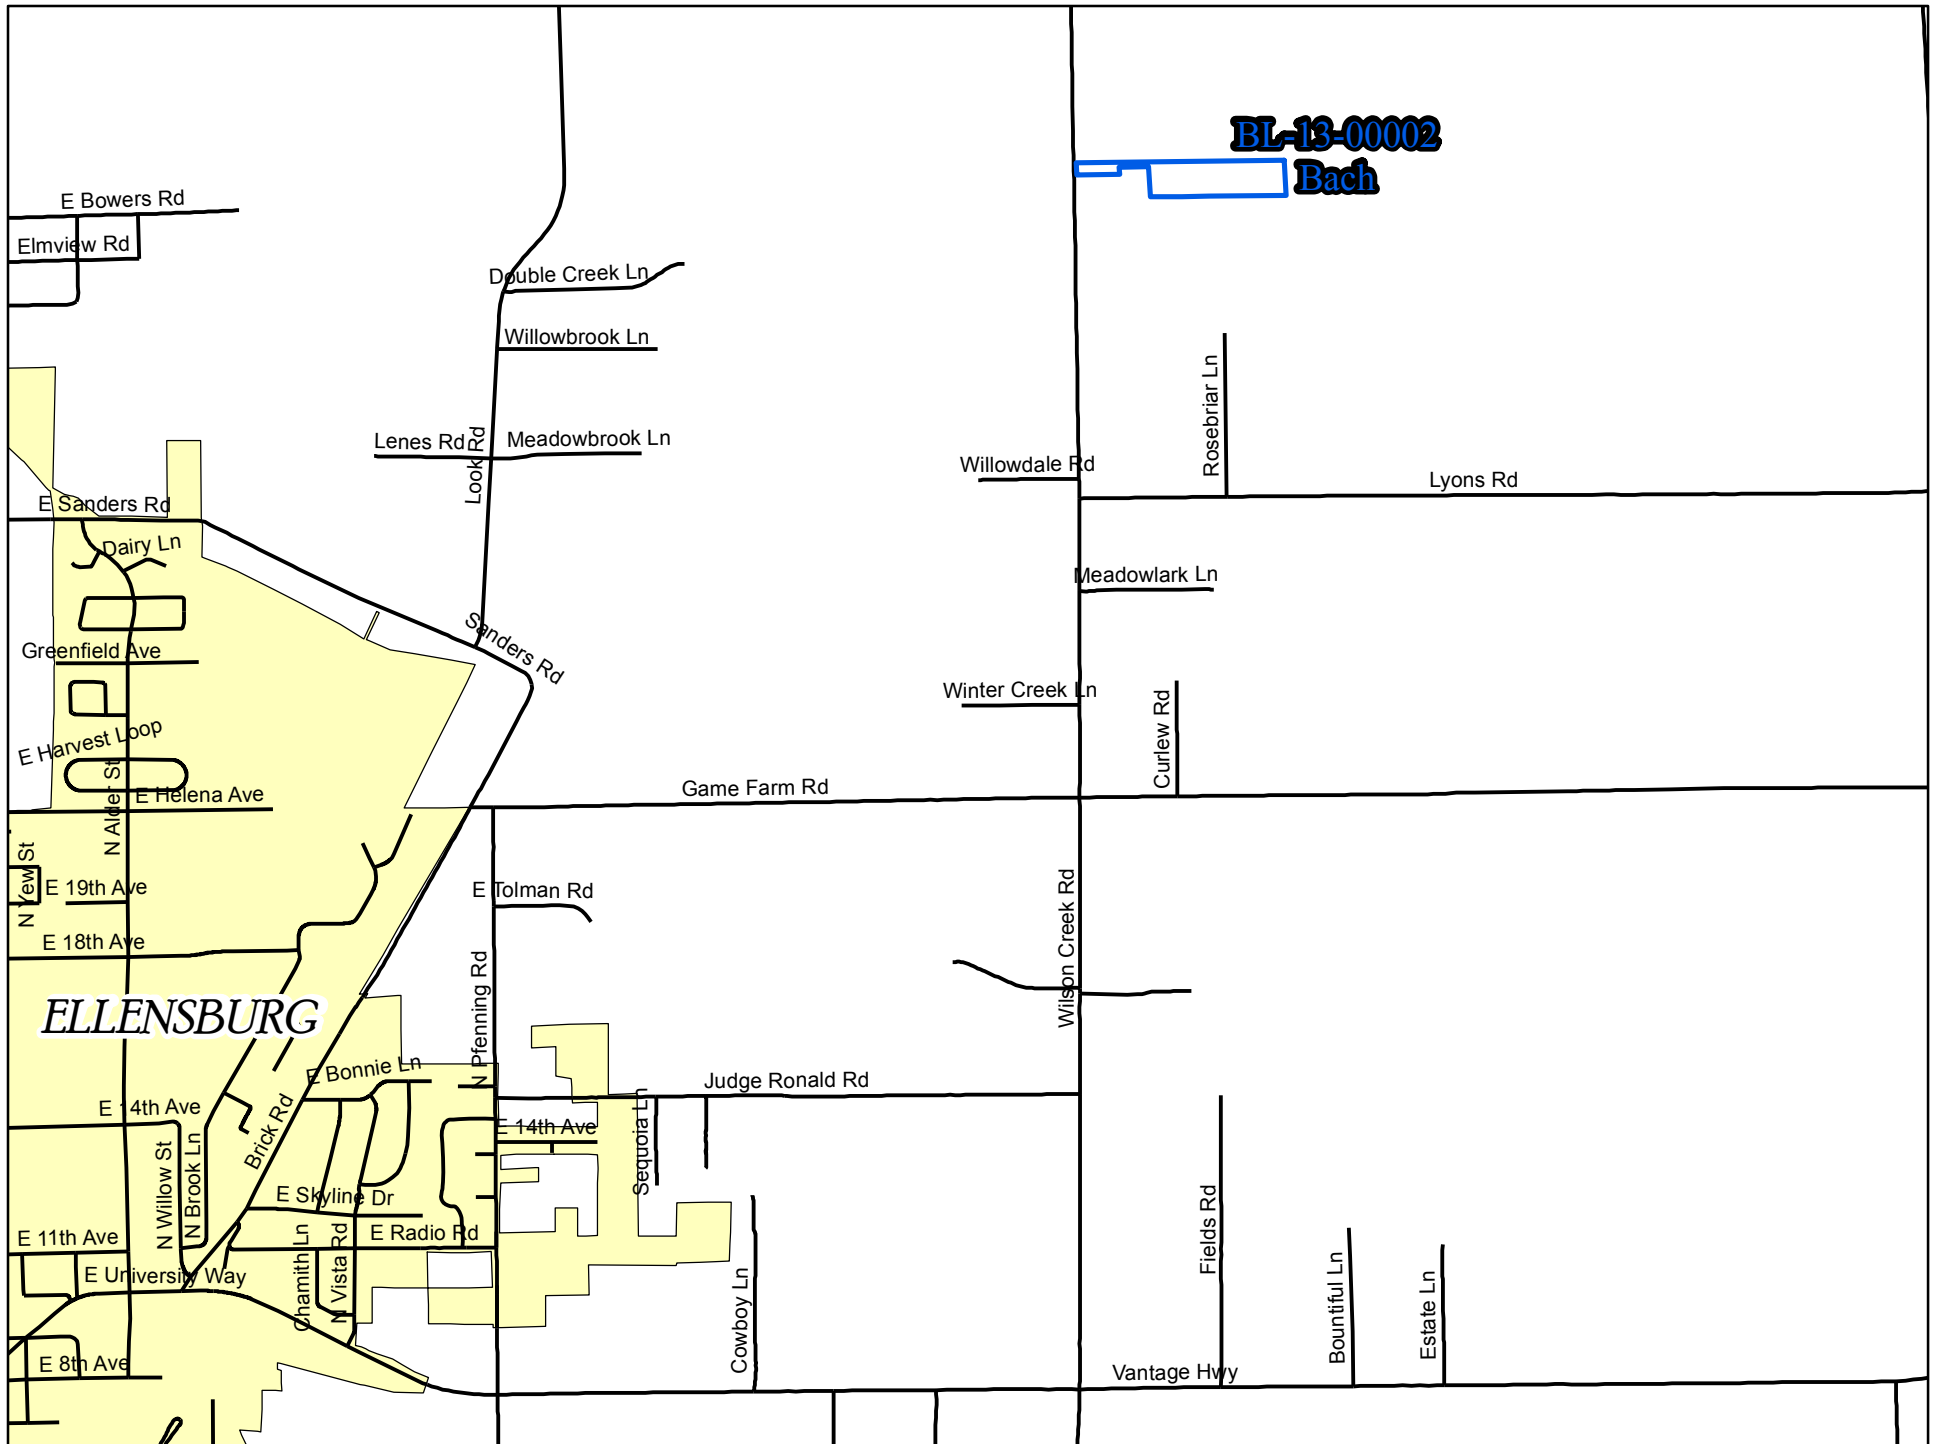 BL-13-00002
Bach
E Bowers Rd
Elmview Rd
Double Creek Ln
Willowbrook Ln
Rosebriar Ln
Lenes Rd
Look Rd
Meadowbrook Ln
Willowdale Rd
Lyons Rd
E Sanders Rd
Dairy Ln
Meadowlark Ln
Sanders Rd
Greenfield Ave
Winter Creek Ln
Curlew Rd
E Harvest Loop
N Alder St
E Helena Ave
Game Farm Rd
N Yew St
E 19th Ave
E Tolman Rd
Wilson Creek Rd
E 18th Ave
N Pfenning Rd
ELLENSBURG
E Bonnie Ln
Judge Ronald Rd
E 14th Ave
Brick Rd
E 14th Ave
Sequoia Ln
N Willow St
N Brook Ln
E Skyline Dr
E Radio Rd
Fields Rd
E 11th Ave
E University Way
Chamith Ln
N Vista Rd
Cowboy Ln
Bountiful Ln
Estate Ln
E 8th Ave
Vantage Hwy